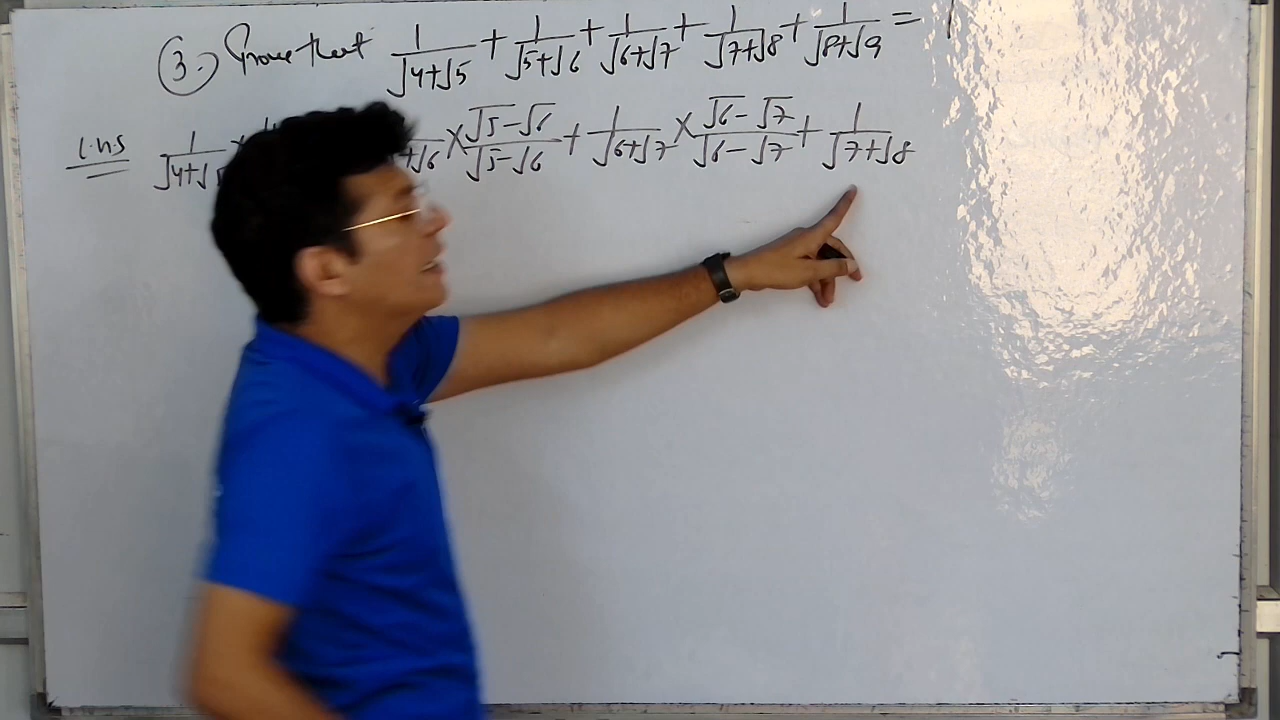 3. Prove that 1/(√4+√5) + 1/(√5+√6) + 1/(√6+√7) + 1/(√7+√8) + 1/(√8+√9) = 1
L.H.S 1/(√4+√ × +√6 × (√5-√6)/(√5-√6) + 1/(√6+√7) × (√6-√7)/(√6-√7) + 1/(√7+√8)